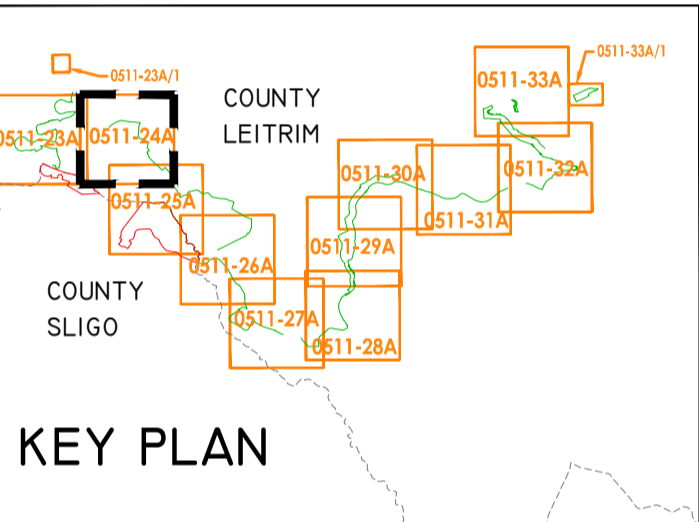 0511-23A/1
0511-33A/1
0511-33A
COUNTY
LEITRIM
0511-23A
0511-24A
0511-30A
0511-32A
0511-25A
0511-31A
0511-29A
0511-26A
COUNTY
SLIGO
0511-27A
0511-28A
KEY PLAN